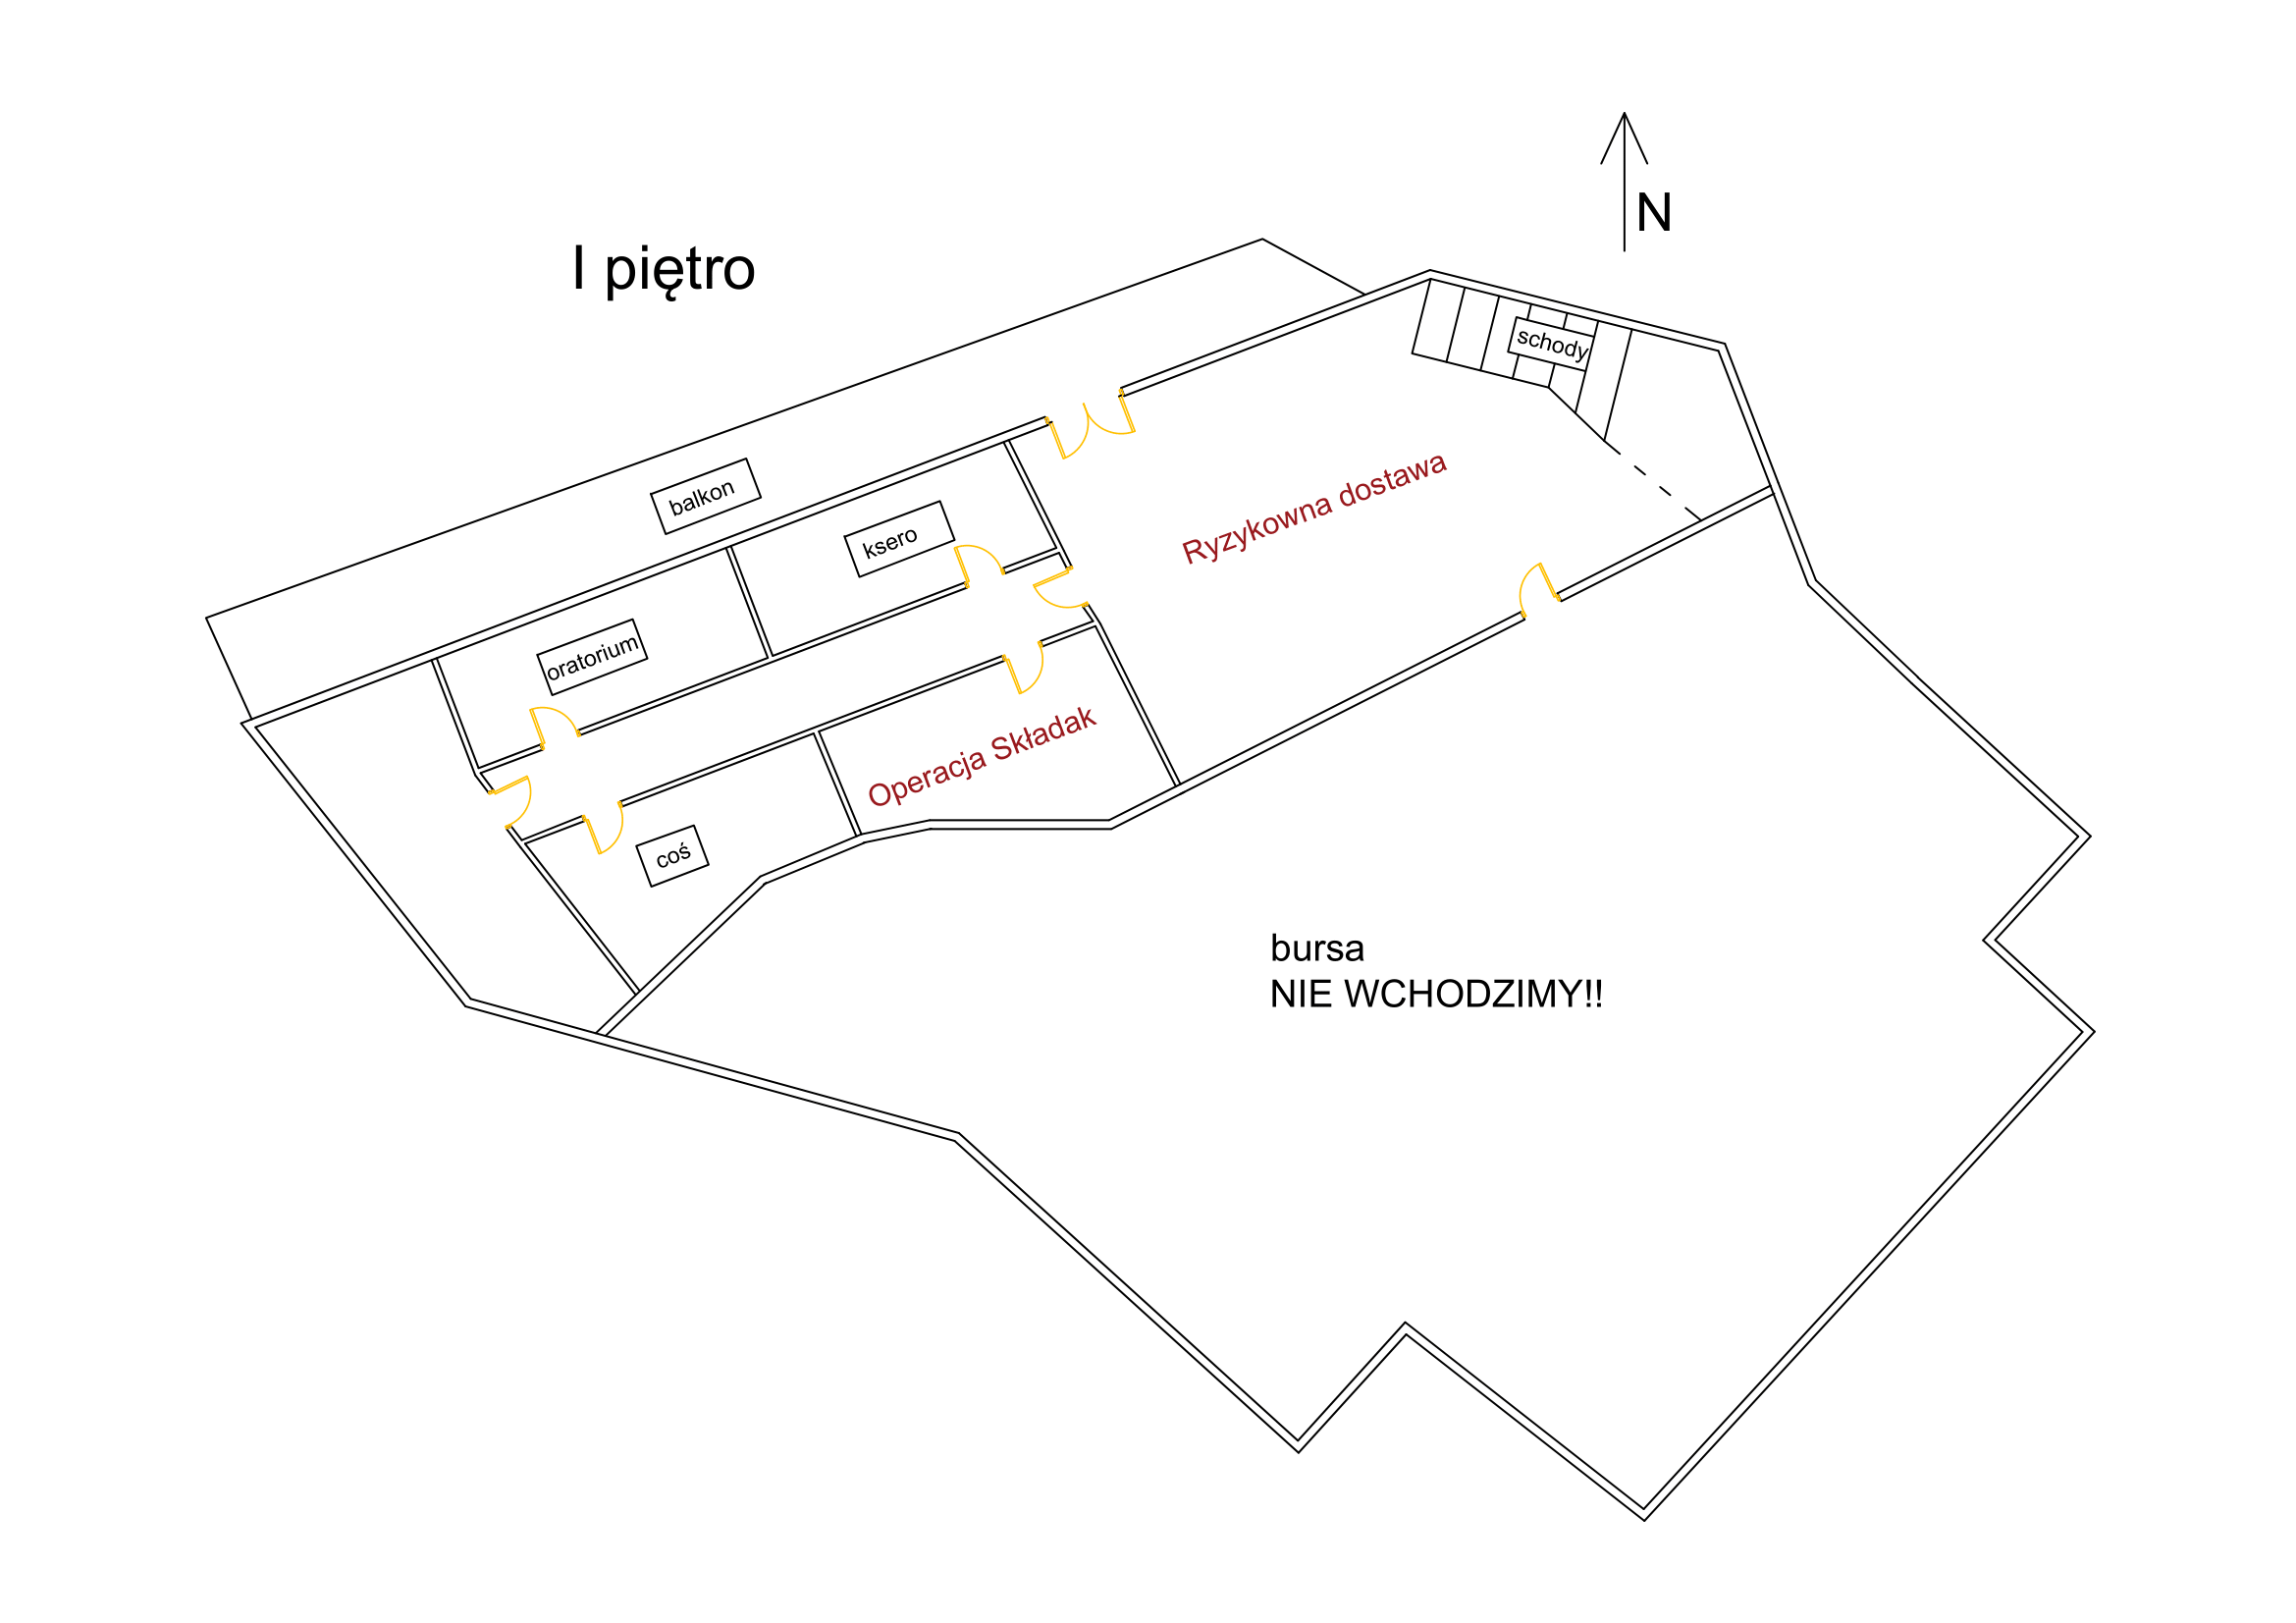 I piętro
N
schody
balkon
ksero
Ryzykowna dostawa
oratorium
Operacja Składak
coś
bursa
NIE WCHODZIMY!!